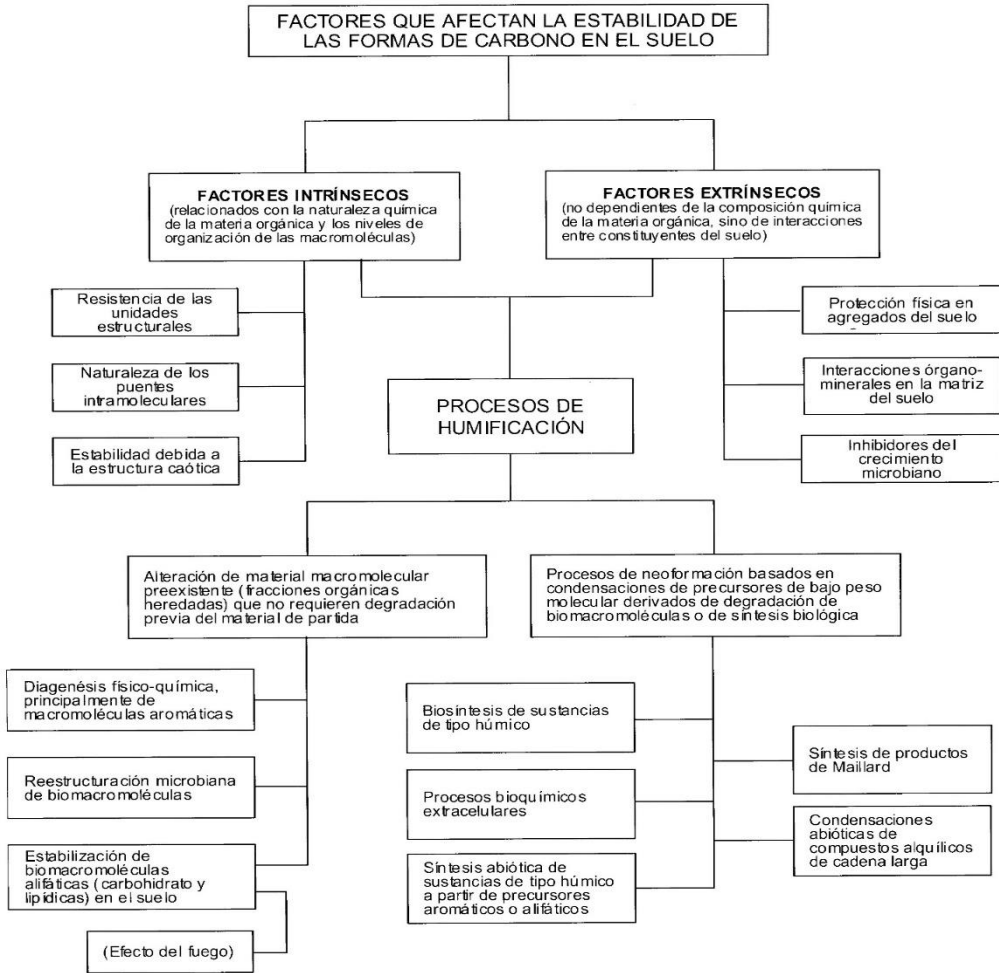 FACTORES QUE AFECTAN LA ESTABILIDAD DE
LAS FORMAS DE CARBONO EN EL SUELO
FACTORES INTRÍNSECOS
(relacionados con la naturaleza química
de la materia orgánica y los niveles de
organización de las macromoléculas)
FACTORES EXTRÍNSECOS
(no dependientes de la composición química
de la materia orgánica, sino de interacciones
entre constituyentes del suelo)
Resistencia de las
unidades
estructurales
Naturaleza de los
puentes
intramoleculares
Estabilidad debida a
la estructura caótica
Protección física en
agregados del suelo
Interacciones órgano-
minerales en la matriz
del suelo
Inhibidores del
crecimiento
microbiano
PROCESOS DE
HUMIFICACIÓN
Alteración de material macromolecular
preexistente (fracciones orgánicas
heredadas) que no requieren degradación
previa del material de partida
Procesos de neoformación basados en
condensaciones de precursores de bajo peso
molecular derivados de degradación de
biomacromoléculas o de síntesis biológica
Diagenésis físico-química,
principalmente de
macromoléculas aromáticas
Reestructuración microbiana
de biomacromoléculas
Estabilización de
biomacromoléculas
alifáticas (carbohidrato y
lipídicas) en el suelo
(Efecto del fuego)
Biosíntesis de sustancias
de tipo húmico
Procesos bioquímicos
extracelulares
Síntesis abiótica de
sustancias de tipo húmico
a partir de precursores
aromáticos o alifáticos
Síntesis de productos
de Maillard
Condensaciones
abióticas de
compuestos alquílicos
de cadena larga